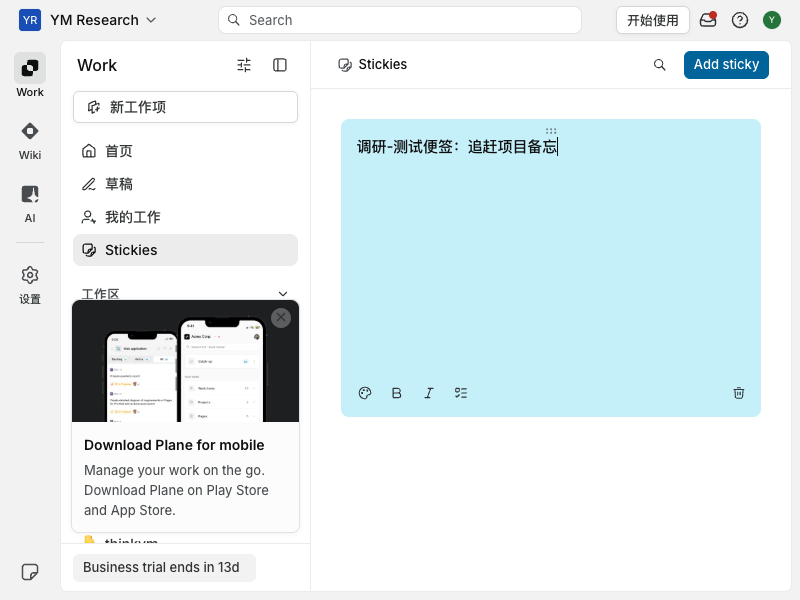 YR YM Research
Search
开始使用
Y
Work
Wiki
AI
设置
Work
新工作项
首页
草稿
我的工作
Stickies
工作区
Download Plane for mobile
Manage your work on the go.
Download Plane on Play Store
and App Store.
Business trial ends in 13d
Stickies
Add sticky
调研-测试便签：追赶项目备忘